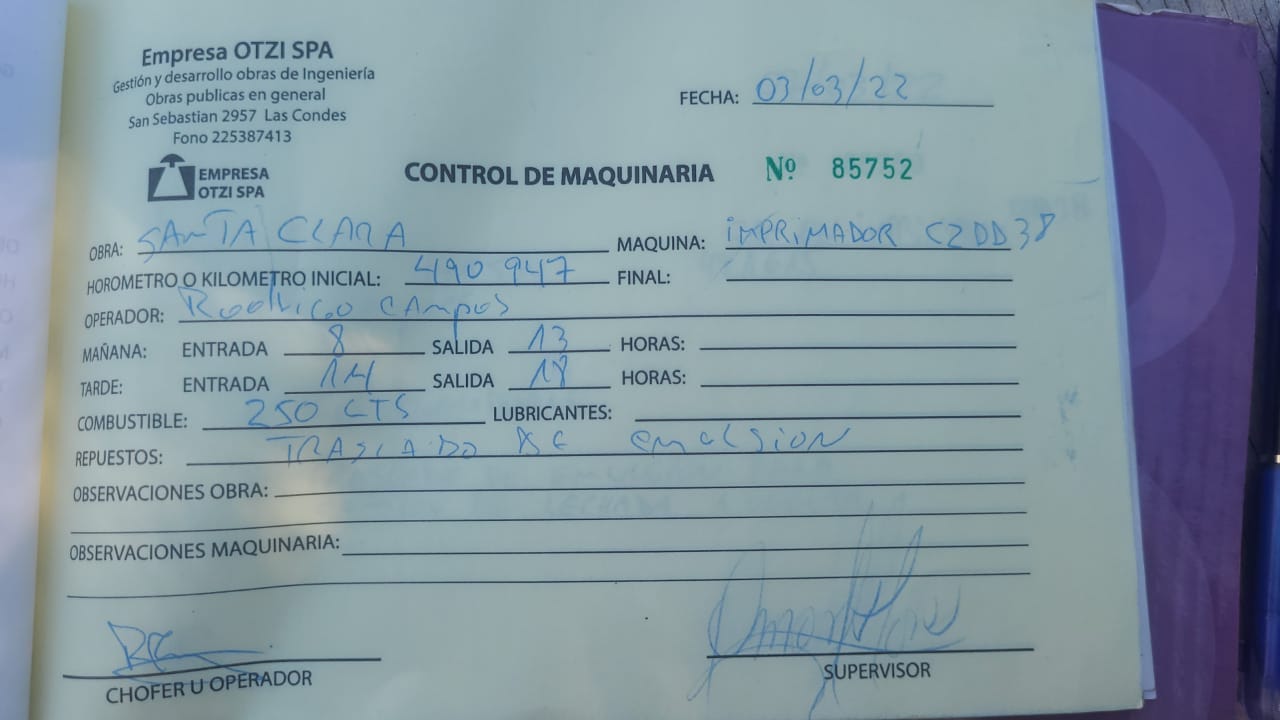 Empresa OTZI SPA
Gestión y desarrollo obras de Ingeniería
Obras publicas en general
San Sebastian 2957 Las Condes
Fono 225387413
EMPRESA
OTZI SPA
FECHA: 03/03/22
CONTROL DE MAQUINARIA Nº 85752
OBRA: SANTA CLARA MAQUINA: IMPRIMADOR CZDD38
HOROMETRO O KILOMETRO INICIAL: 490947 FINAL:
OPERADOR: Rodrigo Campos
MAÑANA: ENTRADA 8 SALIDA 13 HORAS:
TARDE: ENTRADA 14 SALIDA 18 HORAS:
COMBUSTIBLE: 250 LTS LUBRICANTES:
REPUESTOS: TRASLADO DE emulsion
OBSERVACIONES OBRA:
OBSERVACIONES MAQUINARIA:
CHOFER U OPERADOR
SUPERVISOR